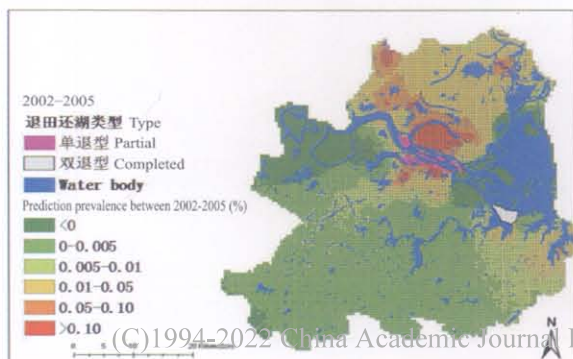 2002-2005
退田还湖类型 Type
单退型 Partial
双退型 Completed
Water body
Prediction prevalence between 2002-2005 (%)
<0
0-0.005
0.005-0.01
0.01-0.05
0.05-0.10
>0.10
N
(C)1994-2022 China Academic Journal